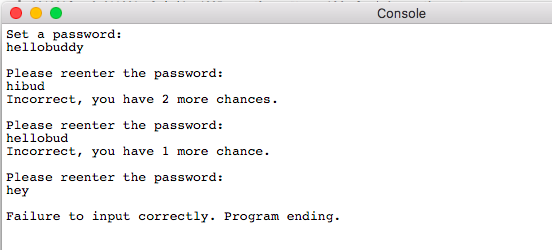 Console
Set a password:
hellobuddy
Please reenter the password:
hibud
Incorrect, you have 2 more chances.
Please reenter the password:
hellobud
Incorrect, you have 1 more chance.
Please reenter the password:
hey
Failure to input correctly. Program ending.